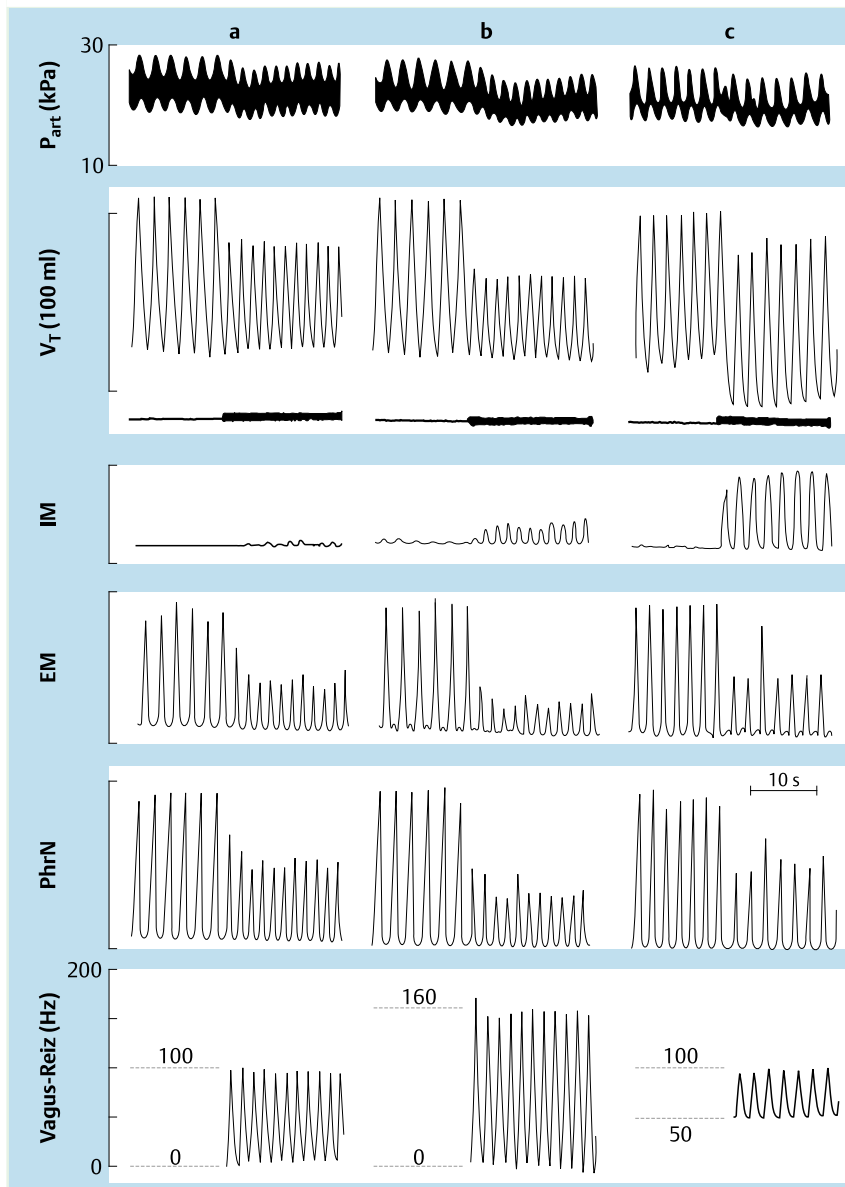 a b c
30
P_art (kPa)
10
V_T (100 ml)
IM
EM
10 s
PhrN
200
Vagus-Reiz (Hz)
160
100 100
50
0 0 0